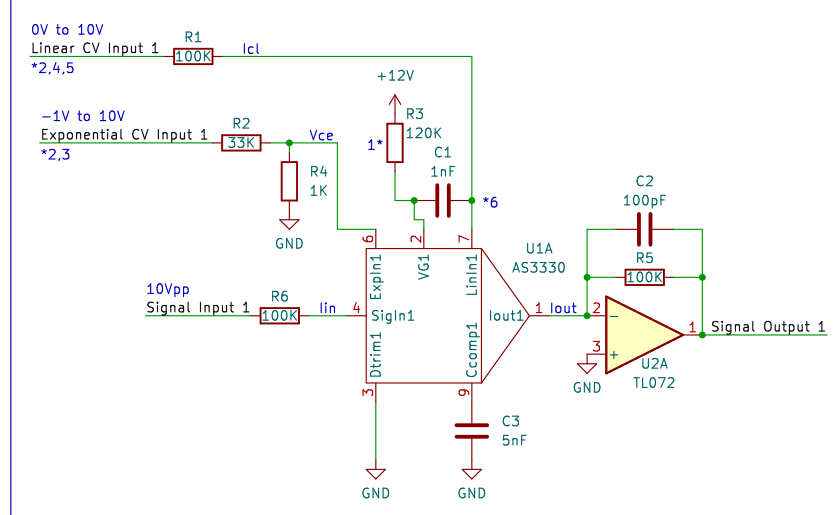 0V to 10V
Linear CV Input 1
*2,4,5
R1
100K
Icl
+12V
R3
120K
1*
C1
1nF
*6
-1V to 10V
Exponential CV Input 1
*2,3
R2
33K
Vce
R4
1K
GND
6
2
7
ExpIn1
VG1
LinIn1
U1A
AS3330
10Vpp
Signal Input 1
R6
100K
Iin
4
SigIn1
Iout1
1
Iout
Dtrim1
Ccomp1
3
9
C3
5nF
GND
GND
C2
100pF
R5
100K
2
-
3
+
1
Signal Output 1
GND
U2A
TL072